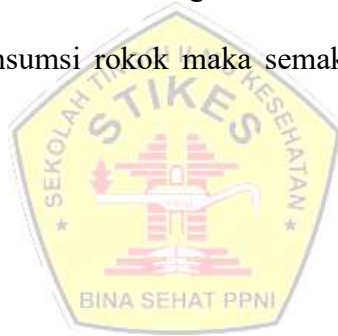 nsumsi rokok maka semak
SEKOLAH TINGGI ILMU KESEHATAN
STIKES
BINA SEHAT PPNI